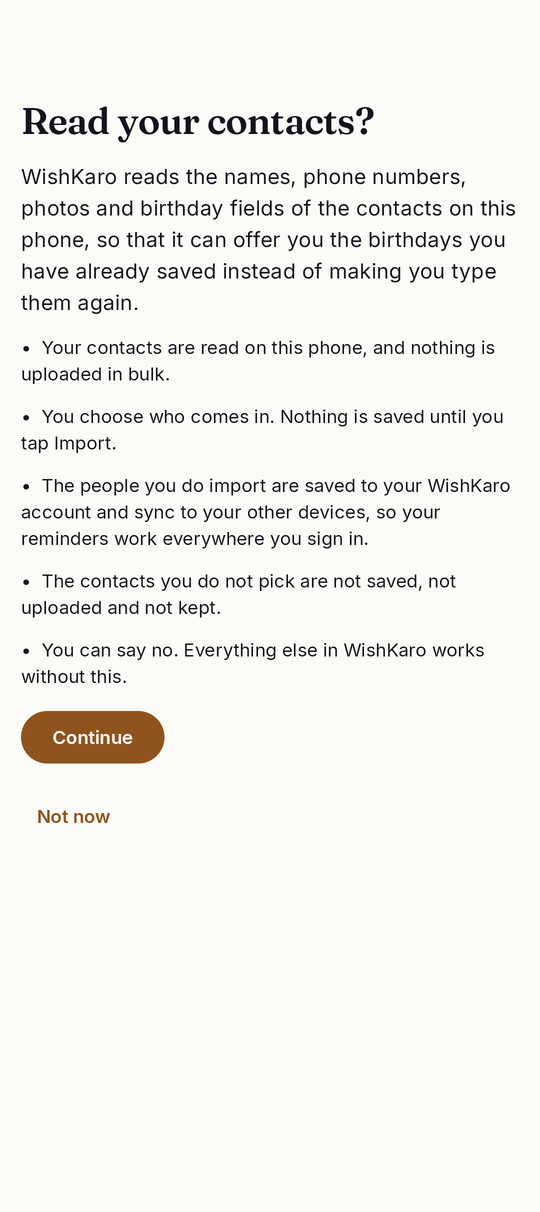 Read your contacts?
WishKaro reads the names, phone numbers,
photos and birthday fields of the contacts on this
phone, so that it can offer you the birthdays you
have already saved instead of making you type
them again.
• Your contacts are read on this phone, and nothing is
uploaded in bulk.
• You choose who comes in. Nothing is saved until you
tap Import.
• The people you do import are saved to your WishKaro
account and sync to your other devices, so your
reminders work everywhere you sign in.
• The contacts you do not pick are not saved, not
uploaded and not kept.
• You can say no. Everything else in WishKaro works
without this.
Continue
Not now